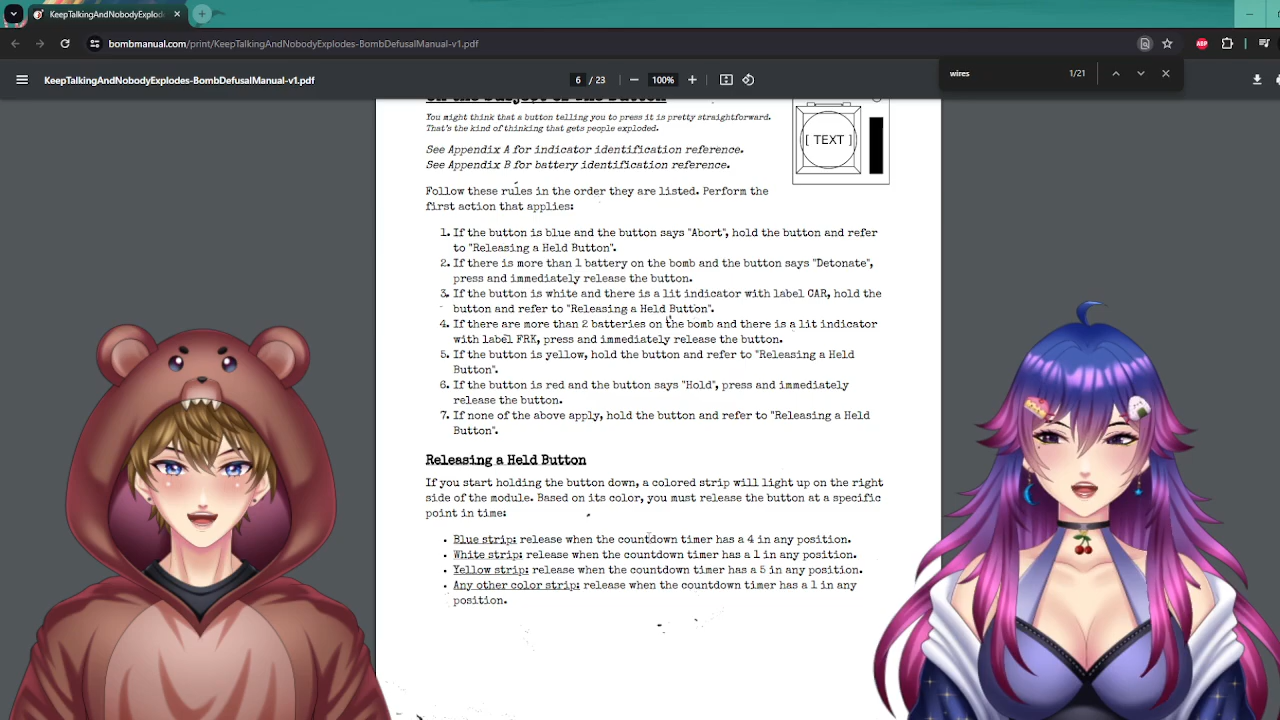 KeepTalkingAndNobodyExplod
bombmanual.com/print/KeepTalkingAndNobodyExplodes-BombDefusalManual-v1.pdf
ABP
wires
1/21
KeepTalkingAndNobodyExplodes-BombDefusalManual-v1.pdf
6 / 23
100%
On the Subject of The Button
You might think that a button telling you to press it is pretty straightforward.
That's the kind of thinking that gets people exploded.
[ TEXT ]
See Appendix A for indicator identification reference.
See Appendix B for battery identification reference.
Follow these rules in the order they are listed. Perform the
first action that applies:
1. If the button is blue and the button says "Abort", hold the button and refer
to "Releasing a Held Button".
2. If there is more than 1 battery on the bomb and the button says "Detonate",
press and immediately release the button.
3. If the button is white and there is a lit indicator with label CAR, hold the
button and refer to "Releasing a Held Button".
4. If there are more than 2 batteries on the bomb and there is a lit indicator
with label FRK, press and immediately release the button.
5. If the button is yellow, hold the button and refer to "Releasing a Held
Button".
6. If the button is red and the button says "Hold", press and immediately
release the button.
7. If none of the above apply, hold the button and refer to "Releasing a Held
Button".
Releasing a Held Button
If you start holding the button down, a colored strip will light up on the right
side of the module. Based on its color, you must release the button at a specific
point in time:
• Blue strip: release when the countdown timer has a 4 in any position.
• White strip: release when the countdown timer has a 1 in any position.
• Yellow strip: release when the countdown timer has a 5 in any position.
• Any other color strip: release when the countdown timer has a 1 in any
position.